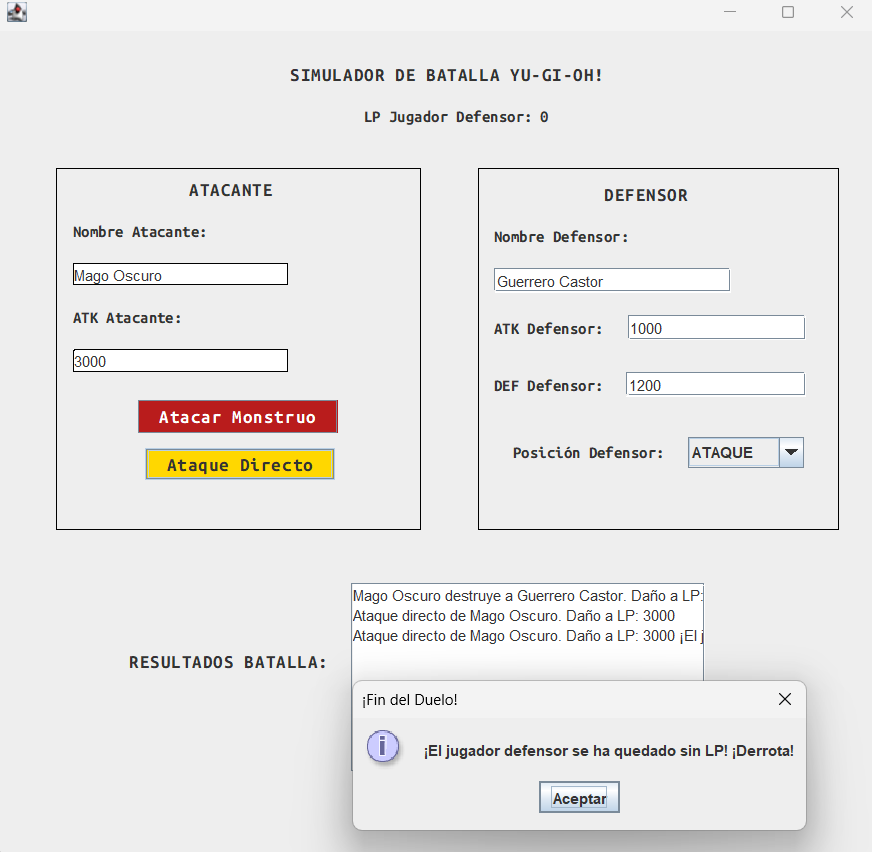 SIMULADOR DE BATALLA YU-GI-OH!
LP Jugador Defensor: 0
ATACANTE
Nombre Atacante:
Mago Oscuro
ATK Atacante:
3000
Atacar Monstruo
Ataque Directo
DEFENSOR
Nombre Defensor:
Guerrero Castor
ATK Defensor: 1000
DEF Defensor: 1200
Posición Defensor: ATAQUE
RESULTADOS BATALLA:
Mago Oscuro destruye a Guerrero Castor. Daño a LP:
Ataque directo de Mago Oscuro. Daño a LP: 3000
Ataque directo de Mago Oscuro. Daño a LP: 3000 ¡El j
¡Fin del Duelo!
¡El jugador defensor se ha quedado sin LP! ¡Derrota!
Aceptar